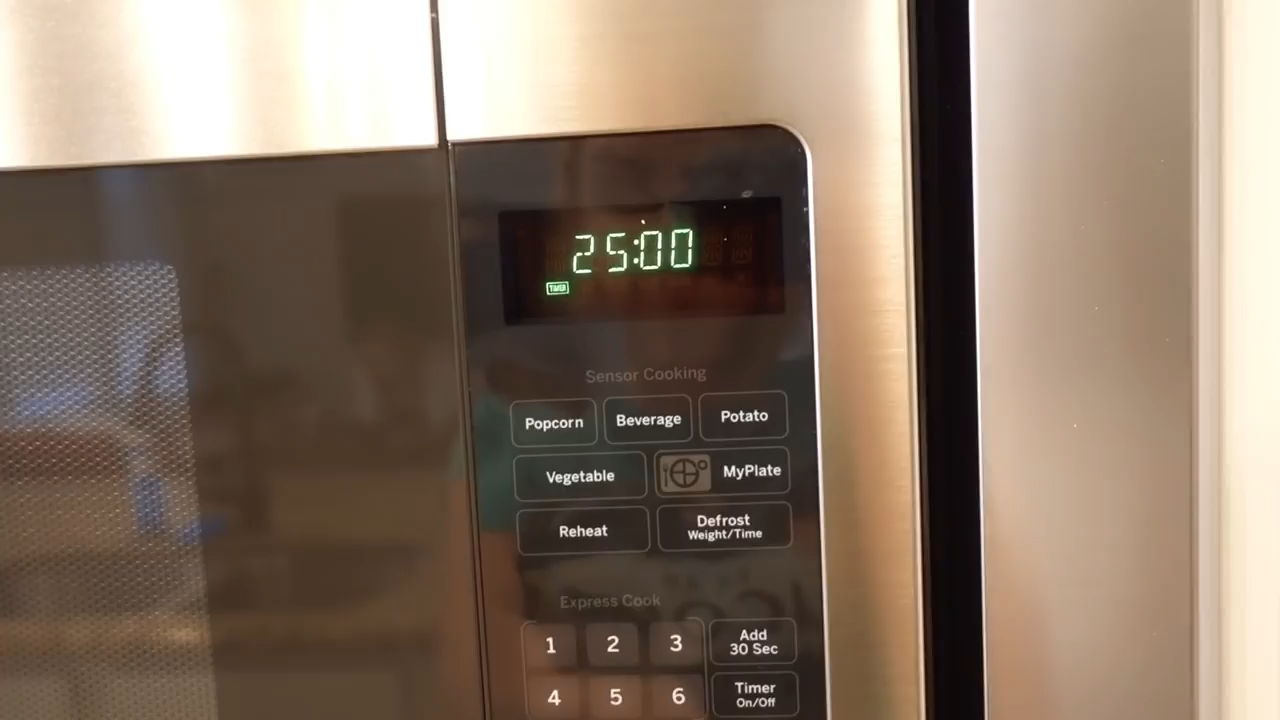 25:00
TIMER
Sensor Cooking
Popcorn
Beverage
Potato
Vegetable
MyPlate
Reheat
Defrost
Weight/Time
Express Cook
1
2
3
Add
30 Sec
4
5
6
Timer
On/Off